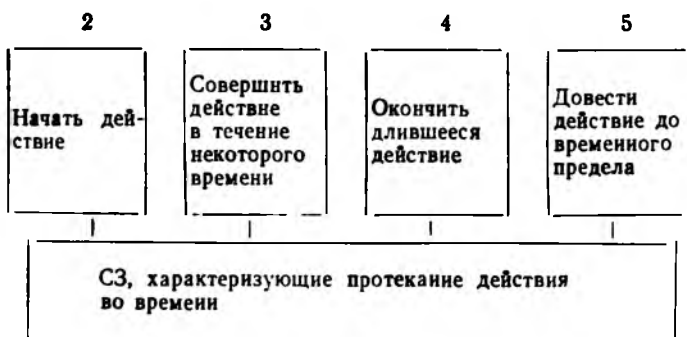 2 3 4 5
Начать дей-
ствие
Совершить
действие
в течение
некоторого
времени
Окончить
длившееся
действие
Довести
действие до
временного
предела
СЗ, характеризующие протекание действия
во времени